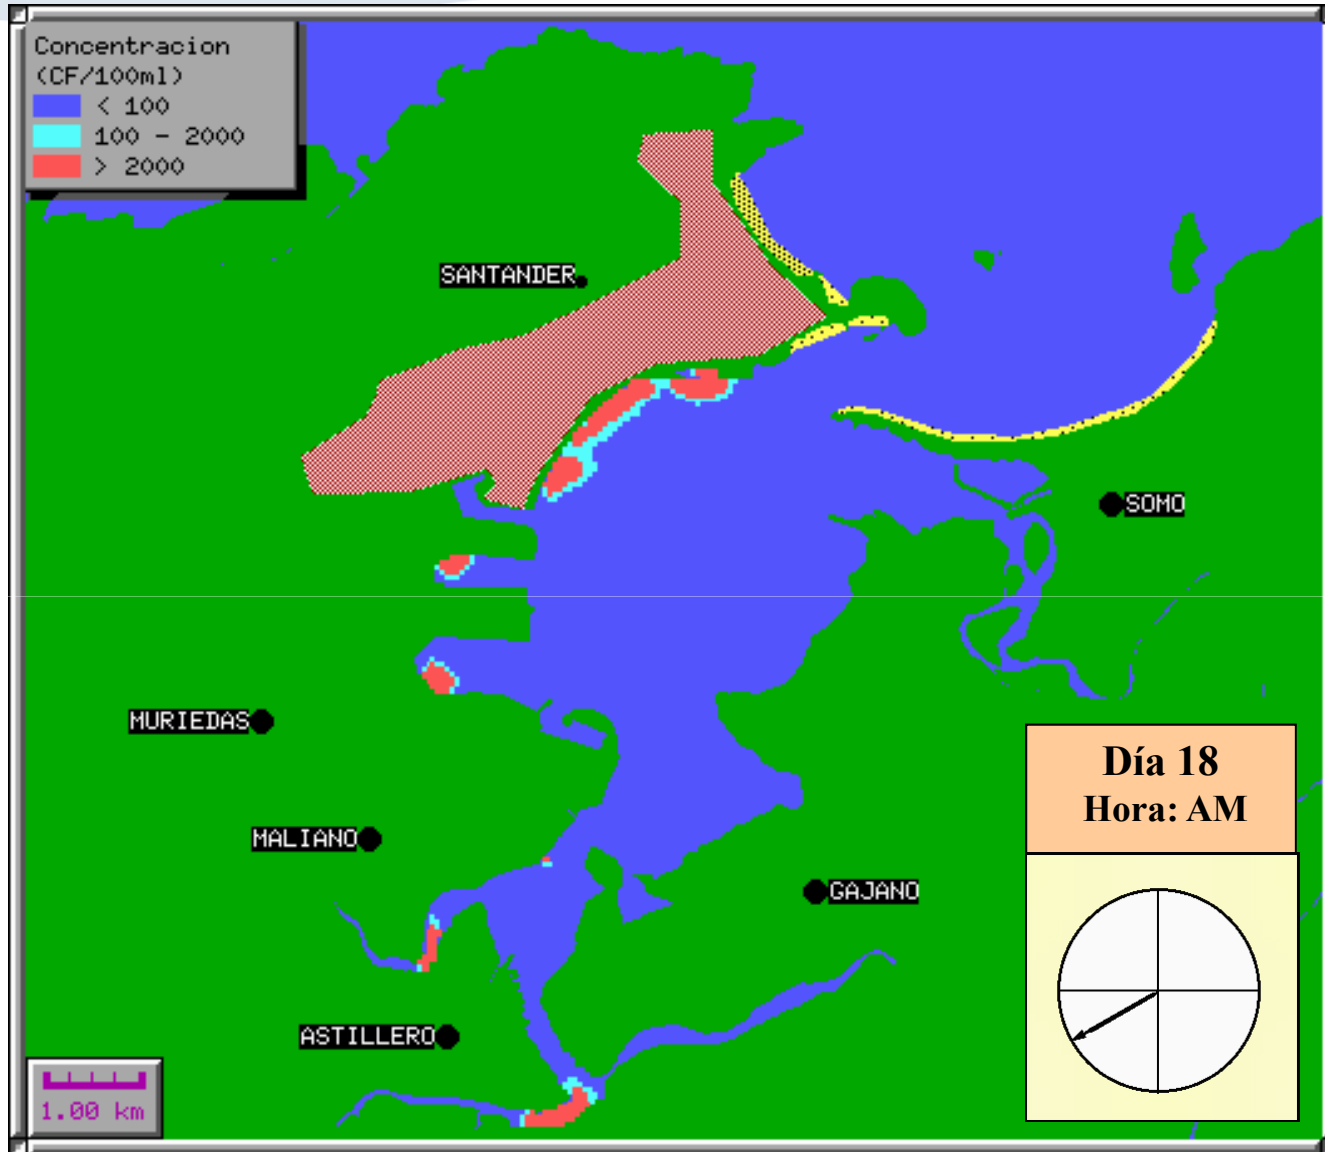 Concentracion
(CF/100ml)
< 100
100 - 2000
> 2000
SANTANDER
SOMO
MURIEDAS
Día 18
Hora: AM
MALIANO
GAJANO
ASTILLERO
1.00 km